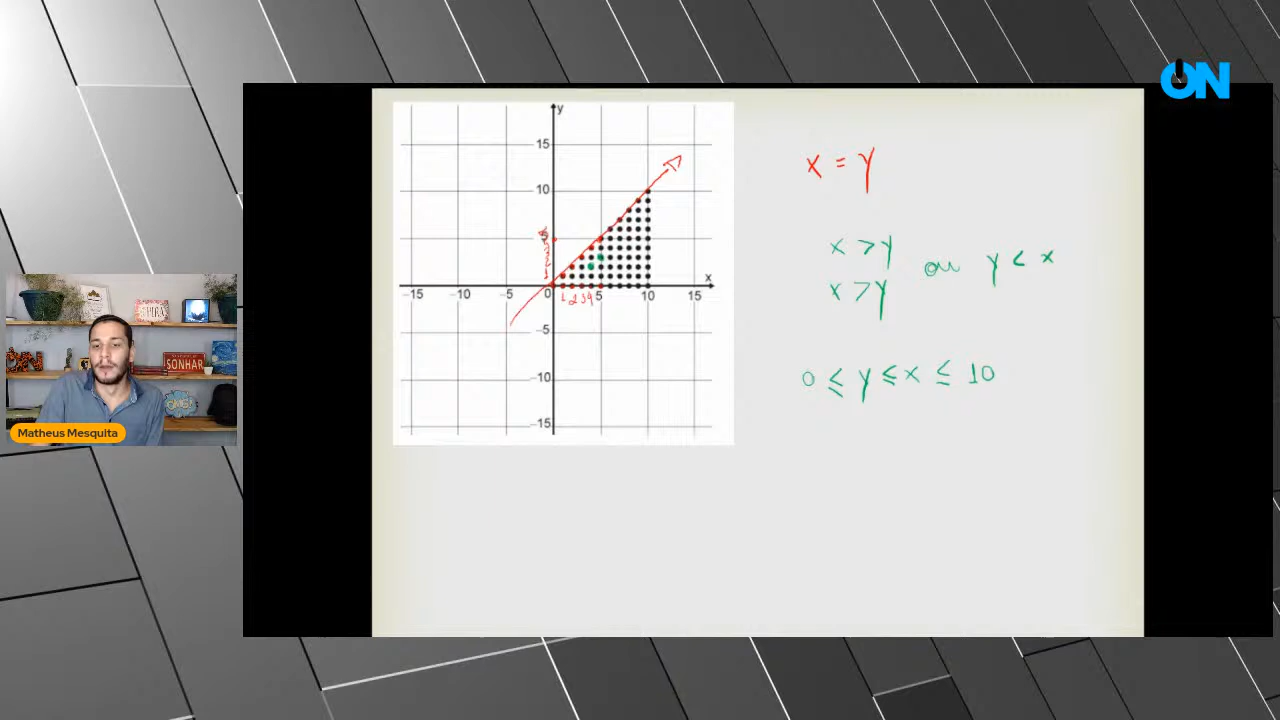 ON
y
15
10
5
x
-15
-10
-5
0
1 2 3 4
5
10
15
-5
-10
-15
x = y
x > y
ou y < x
x > y
0 ≤ y ≤ x ≤ 10
SONHAR
OMG!
Matheus Mesquita